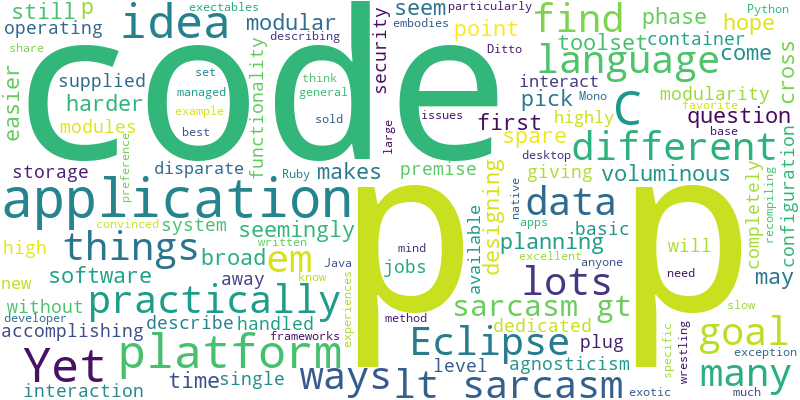 still p
operating
exectables
idea modular
describing
seem particularly
point Ditto
find phase hope Python
toolset container come cross
language
share
easier
code
supplied set think
harder managed general
modules example
best sold
functionality
security
interact
pick Mono
modularity
favorite
C
question
first highly
issues
spare
large
base
desktop
different
storage disparate Ruby makes premise
preference
giving voluminous
completely
recompiling
configuration
application
p p
designing
native
apps
data basic
convinced
system
seemingly
written
available
planning
excellent
will
anyone
things
high
broad em mind
jobs
new software away Java know
lots
need
may
slow
without practically
experiences
sarcasm gt
developer
accomplishing describe handled
frameworks
method
dedicated
wrestling
goal
Yet platform
Eclipse plug
specific
exception
level agnosticism
interaction time single
ways lt sarcasm
exotic
many
much